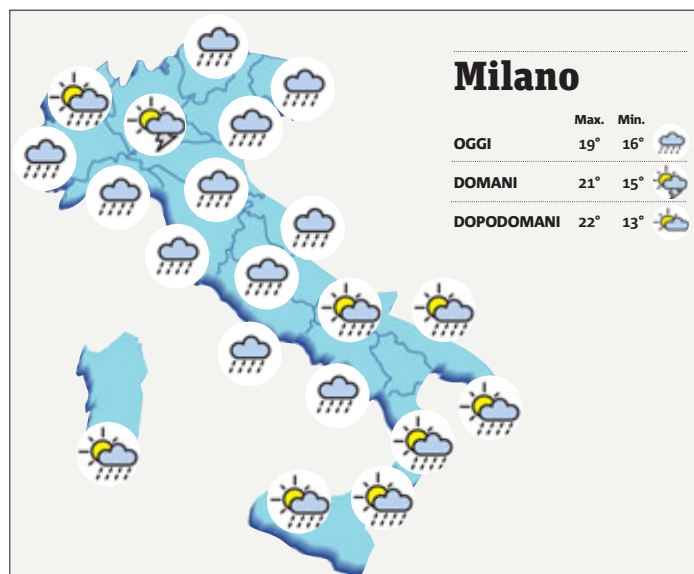 Milano
Max. Min.
OGGI 19° 16°
DOMANI 21° 15°
DOPODOMANI 22° 13°